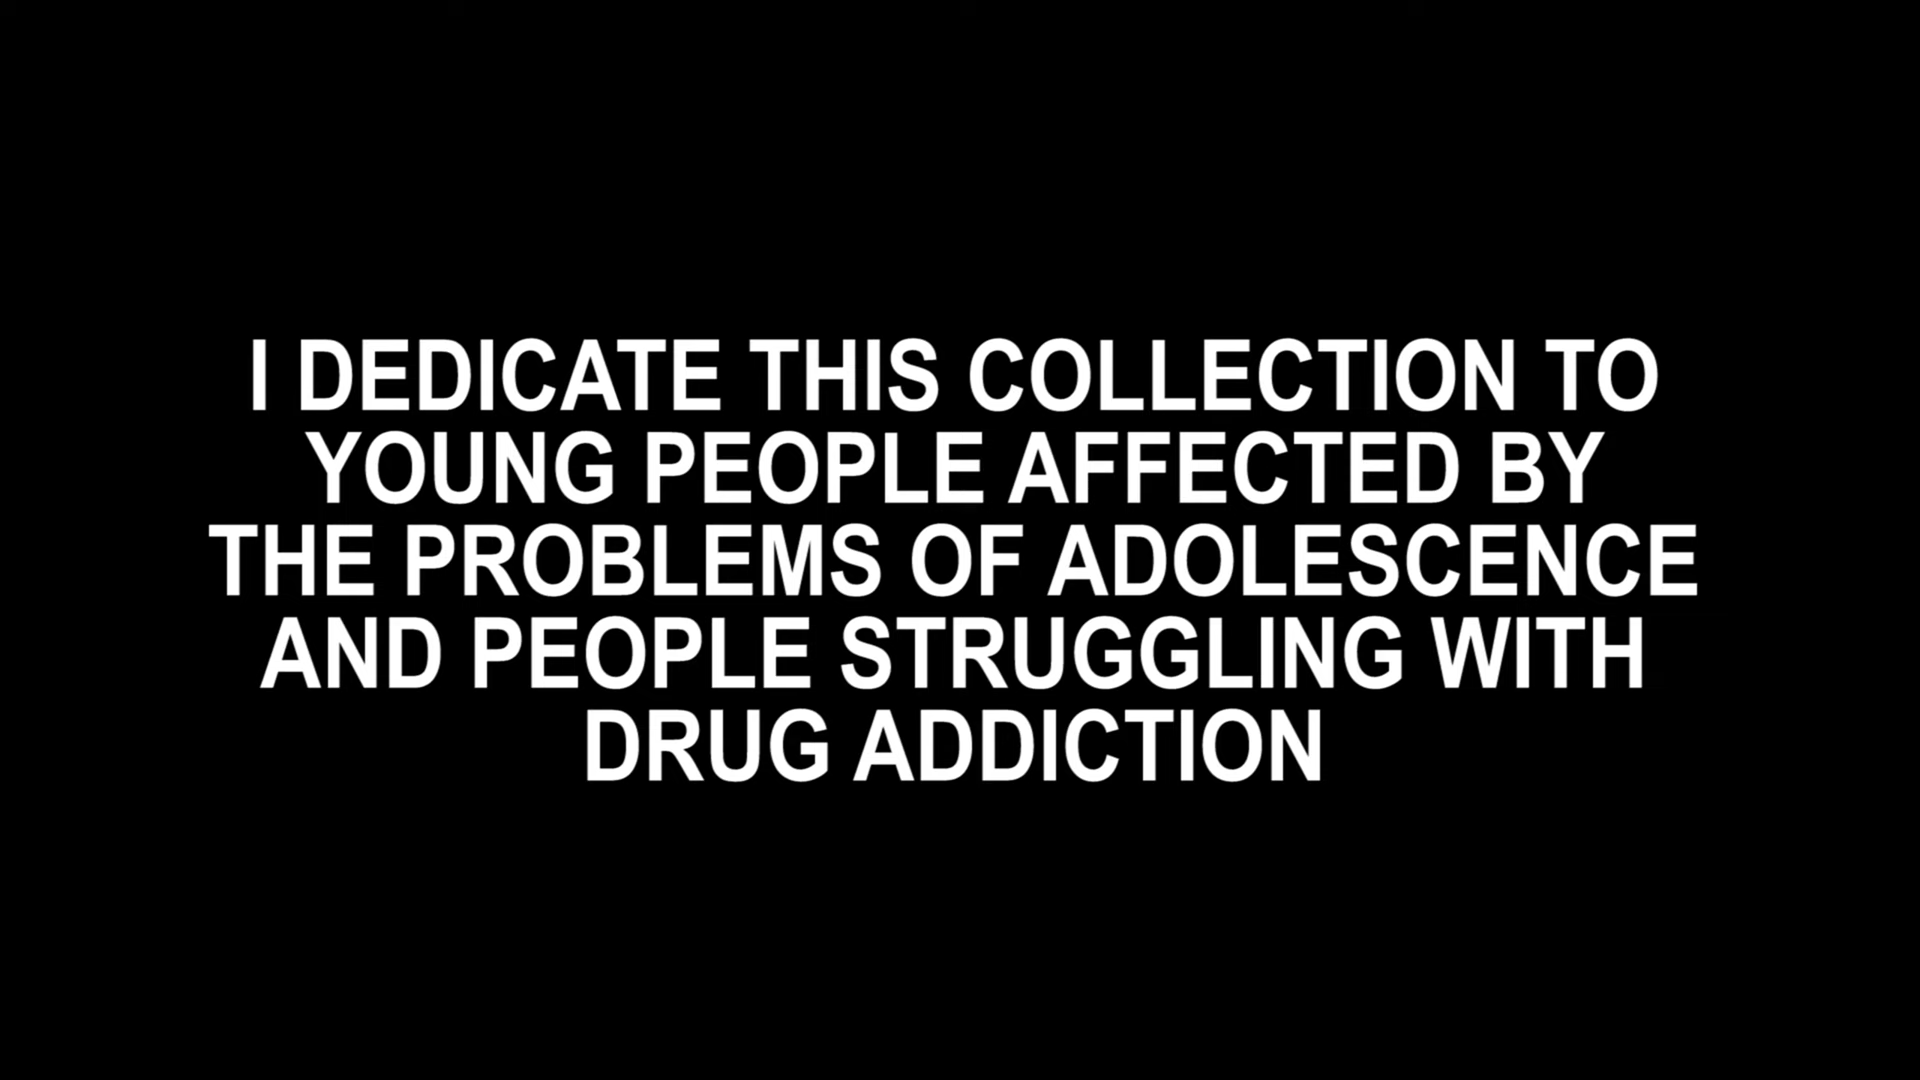 I DEDICATE THIS COLLECTION TO
YOUNG PEOPLE AFFECTED BY
THE PROBLEMS OF ADOLESCENCE
AND PEOPLE STRUGGLING WITH
DRUG ADDICTION